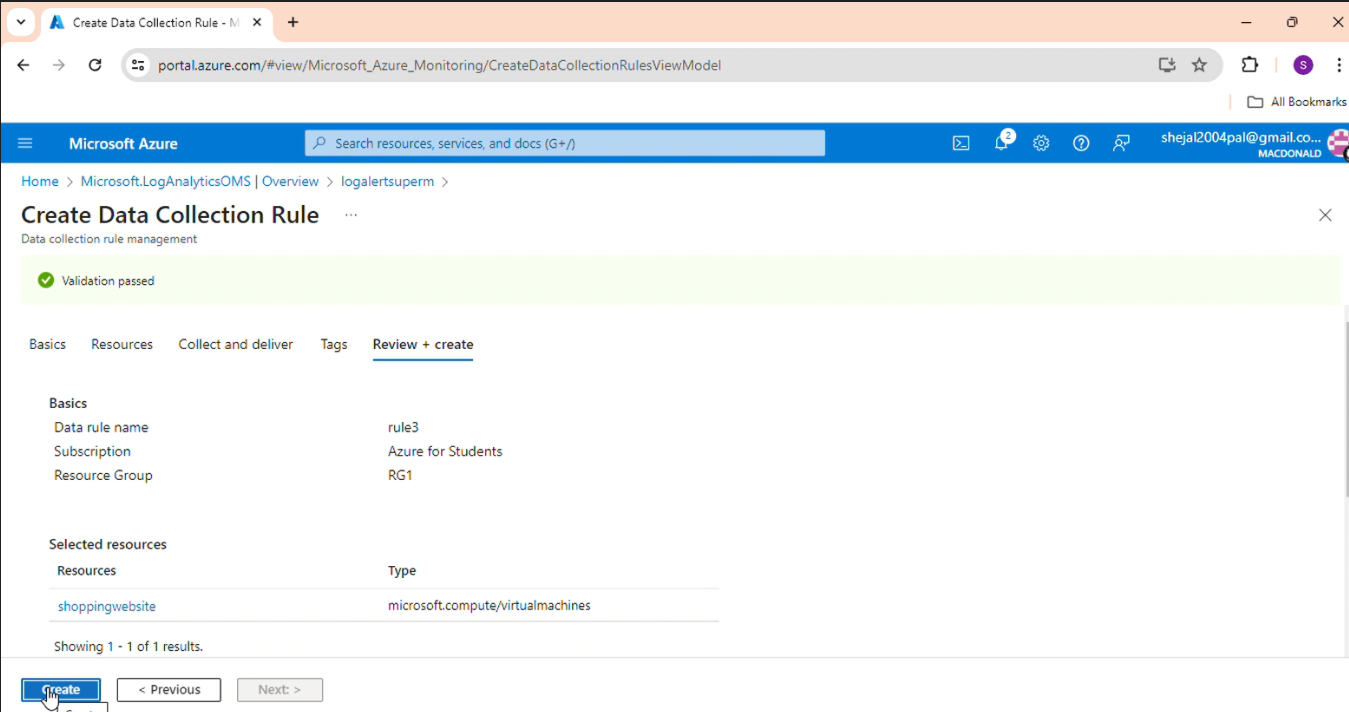 Create Data Collection Rule - M
portal.azure.com/#view/Microsoft_Azure_Monitoring/CreateDataCollectionRulesViewModel
S
All Bookmarks
Microsoft Azure
Search resources, services, and docs (G+/)
2
shejal2004pal@gmail.co...
MACDONALD
Home > Microsoft.LogAnalyticsOMS | Overview > logalertsuperm >
Create Data Collection Rule ...
Data collection rule management
Validation passed
Basics Resources Collect and deliver Tags Review + create
Basics
Data rule name rule3
Subscription Azure for Students
Resource Group RG1
Selected resources
Resources Type
shoppingwebsite microsoft.compute/virtualmachines
Showing 1 - 1 of 1 results.
Create < Previous Next: >